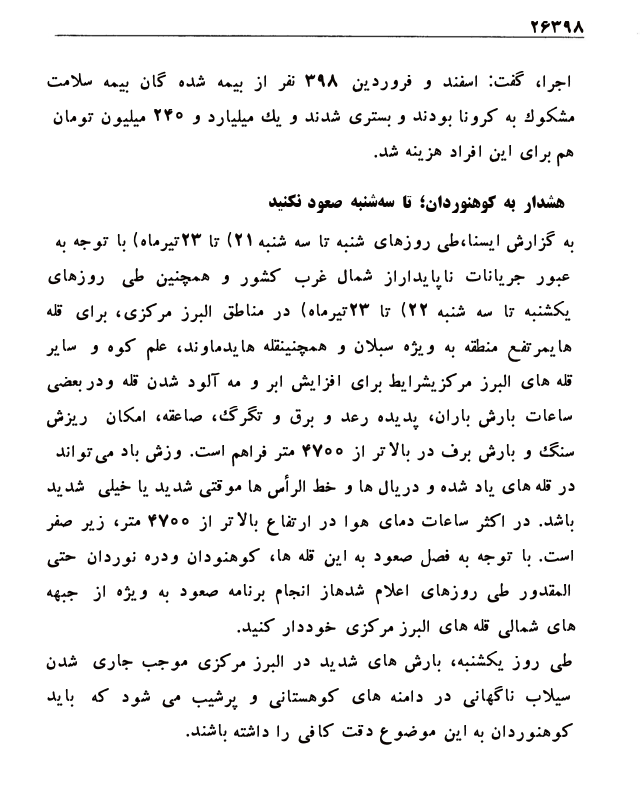 ۲۶۳۹۸
اجرا، گفت: اسفند و فروردین ۳۹۸ نفر از بیمه شده گان بیمه سلامت
مشکوك به کرونا بودند و بستری شدند و یك میلیارد و ۲۴۰ میلیون تومان
هم برای این افراد هزینه شد.
هشدار به کوهنوردان؛ تا سه‌شنبه صعود نکنید
به گزارش ایسنا،طی روزهای شنبه تا سه شنبه ۲۱) تا ۲۳تیرماه) با توجه به
عبور جریانات ناپایداراز شمال غرب کشور و همچنین طی روزهای
یکشنبه تا سه شنبه ۲۲) تا ۲۳تیرماه) در مناطق البرز مرکزی، برای قله
هایمرتفع منطقه به ویژه سبلان و همچنینقله هایدماوند، علم کوه و سایر
قله های البرز مرکزیشرایط برای افزایش ابر و مه آلود شدن قله ودربعضی
ساعات بارش باران، پدیده رعد و برق و تگرگ، صاعقه، امکان ریزش
سنگ و بارش برف در بالاتر از ۴۷۰۰ متر فراهم است. وزش باد می‌تواند
در قله های یاد شده و دریال ها و خط الرأس ها موقتی شدید یا خیلی شدید
باشد. در اکثر ساعات دمای هوا در ارتفاع بالاتر از ۴۷۰۰ متر، زیر صفر
است. با توجه به فصل صعود به این قله ها، کوهنودان ودره نوردان حتی
المقدور طی روزهای اعلام شدهاز انجام برنامه صعود به ویژه از جبهه
های شمالی قله های البرز مرکزی خوددار کنید.
طی روز یکشنبه، بارش های شدید در البرز مرکزی موجب جاری شدن
سیلاب ناگهانی در دامنه های کوهستانی و پرشیب می شود که باید
کوهنوردان به این موضوع دقت کافی را داشته باشند.